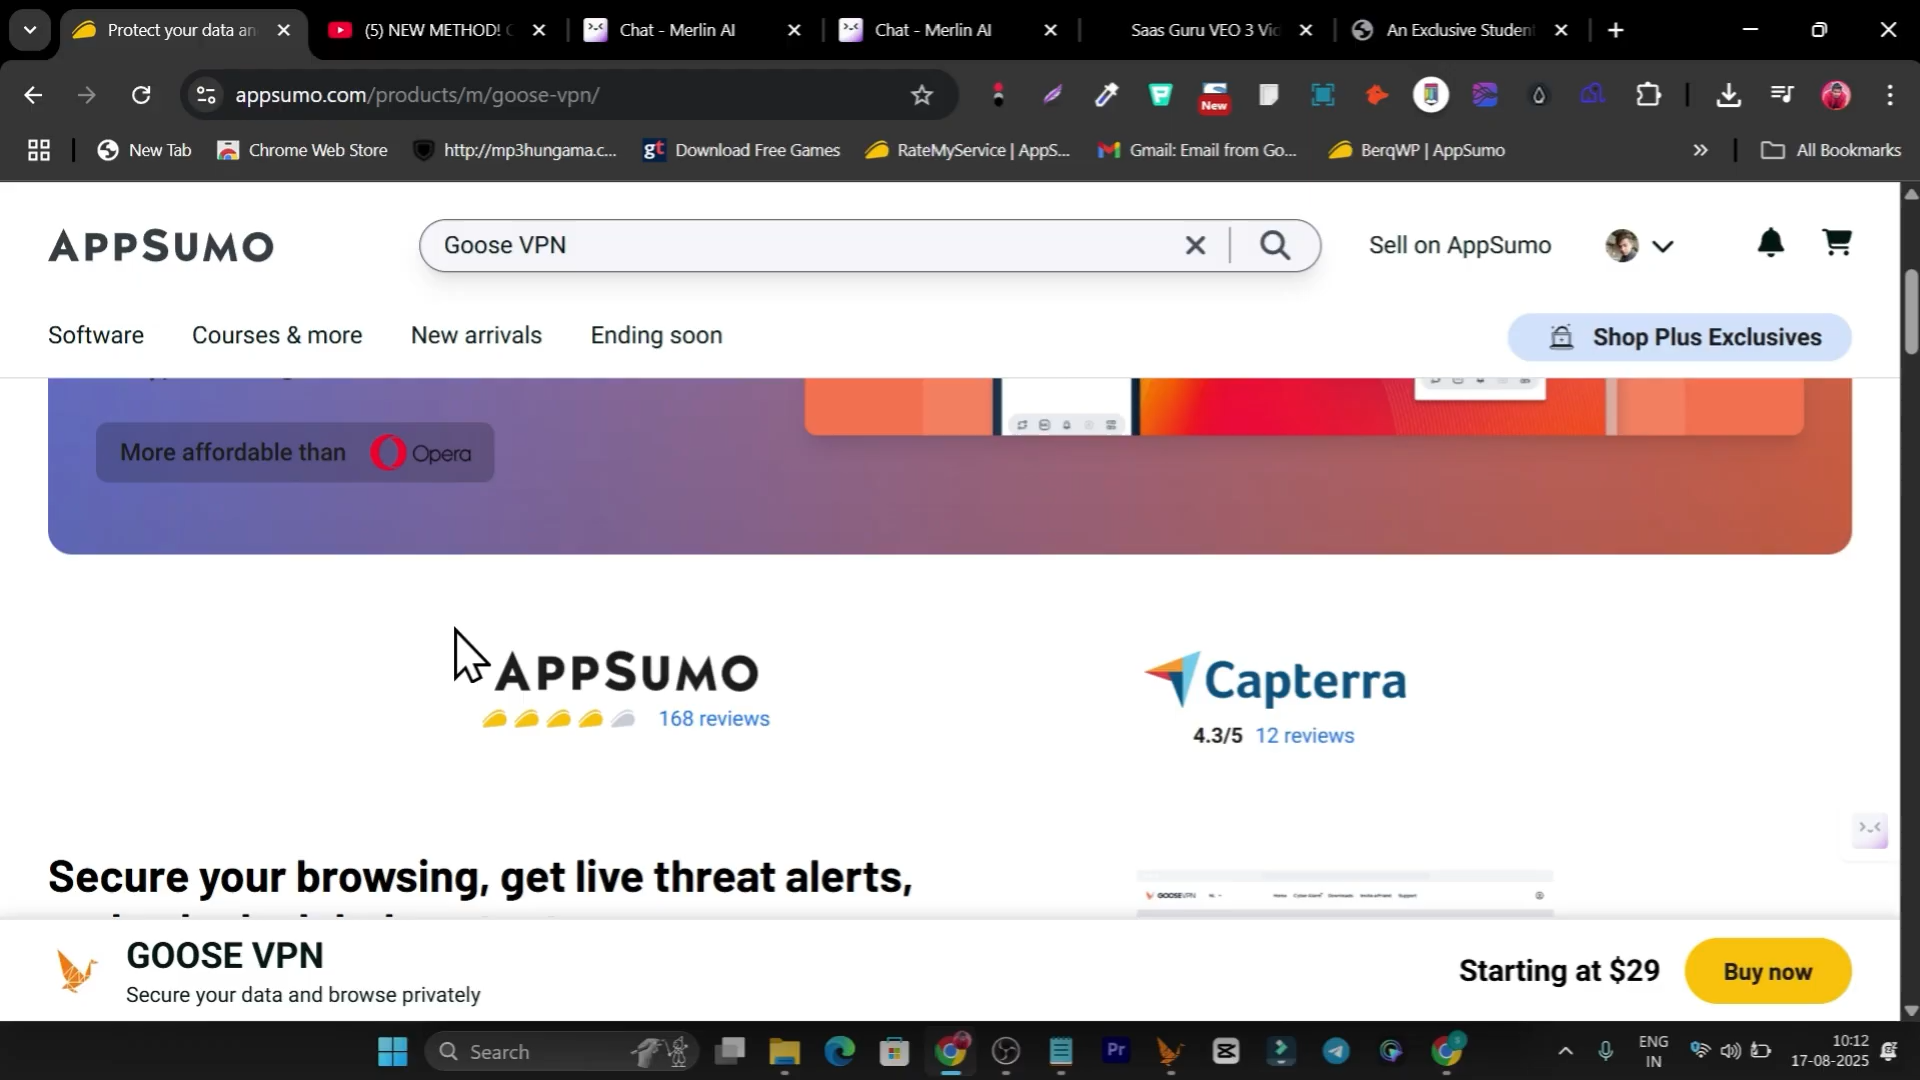 Protect your data an
(5) NEW METHOD!
Chat - Merlin AI
Chat - Merlin AI
Saas Guru VEO 3 Vi
An Exclusive Studen
appsumo.com/products/m/goose-vpn/
New
New Tab
Chrome Web Store
http://mp3hungama.c...
gt Download Free Games
RateMyService | AppS...
Gmail: Email from Go...
BerqWP | AppSumo
All Bookmarks
APPSUMO
Goose VPN
Sell on AppSumo
Software
Courses & more
New arrivals
Ending soon
Shop Plus Exclusives
More affordable than Opera
APPSUMO
168 reviews
Capterra
4.3/5 12 reviews
Secure your browsing, get live threat alerts,
GOOSEVPN
Support
GOOSE VPN
Secure your data and browse privately
Starting at $29
Buy now
Search
Pr
ENG
IN
10:12
17-08-2025